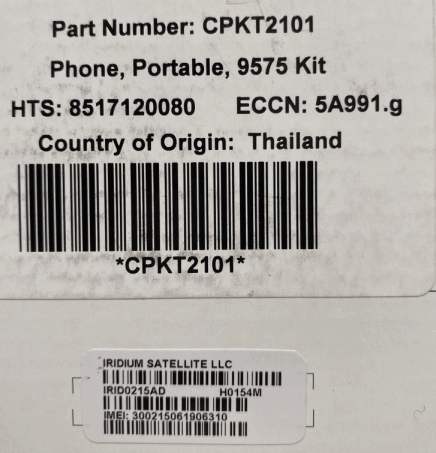 Part Number: CPKT2101
Phone, Portable, 9575 Kit
HTS: 8517120080 ECCN: 5A991.g
Country of Origin: Thailand
*CPKT2101*
IRIDIUM SATELLITE LLC
IRID0215AD H0154M
IMEI: 300215061906310